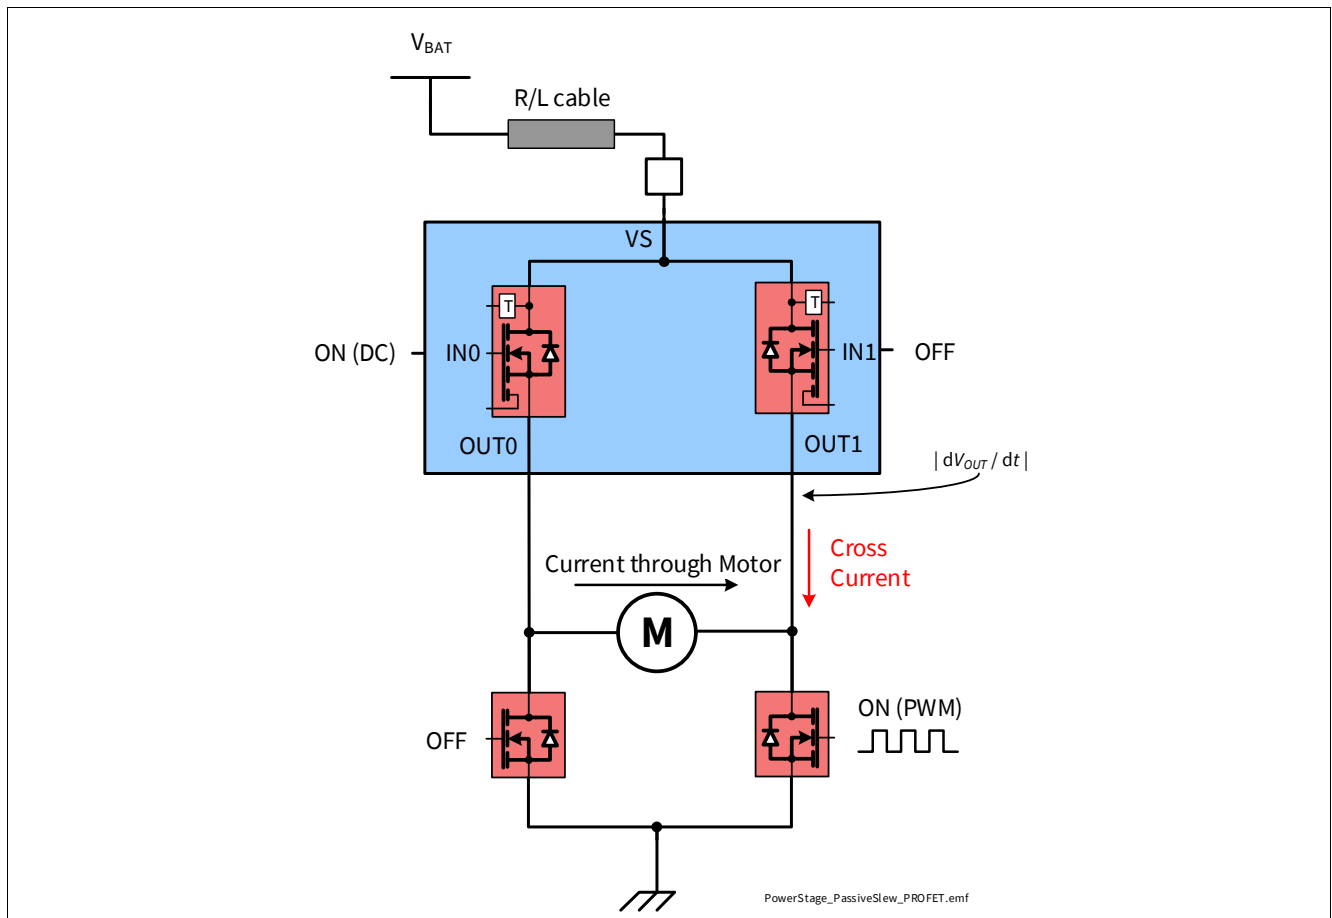 VBAT
R/L cable
VS
T
T
ON (DC)
IN0
IN1
OFF
OUT0
OUT1
| dVOUT / dt |
Cross
Current
Current through Motor
M
OFF
ON (PWM)
PowerStage_PassiveSlew_PROFET.emf